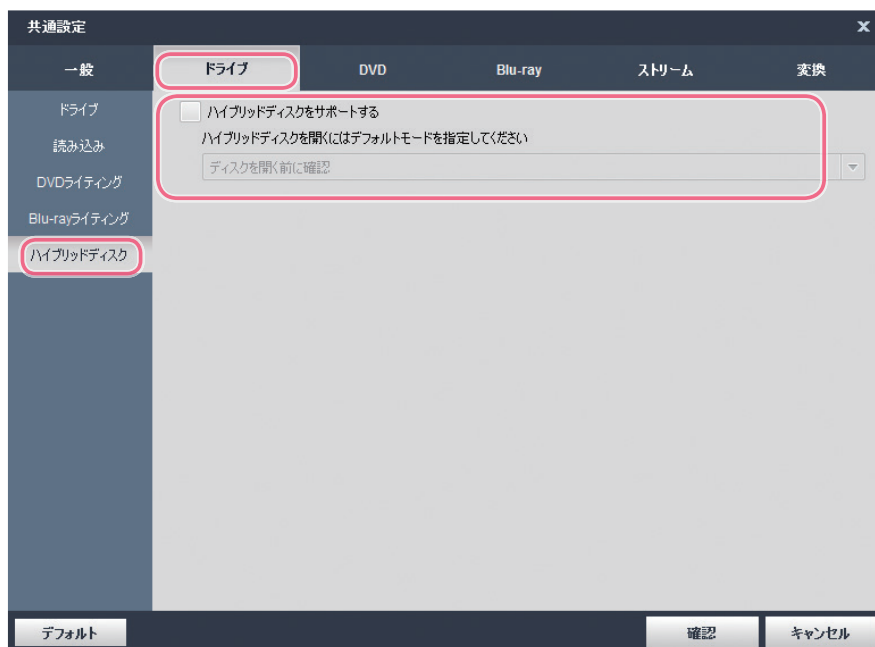 共通設定
x
一般 ドライブ DVD Blu-ray ストリーム 変換
ドライブ
読み込み
DVDライティング
Blu-rayライティング
ハイブリッドディスク
ハイブリッドディスクをサポートする
ハイブリッドディスクを開くにはデフォルトモードを指定してください
ディスクを開く前に確認
デフォルト
確認
キャンセル